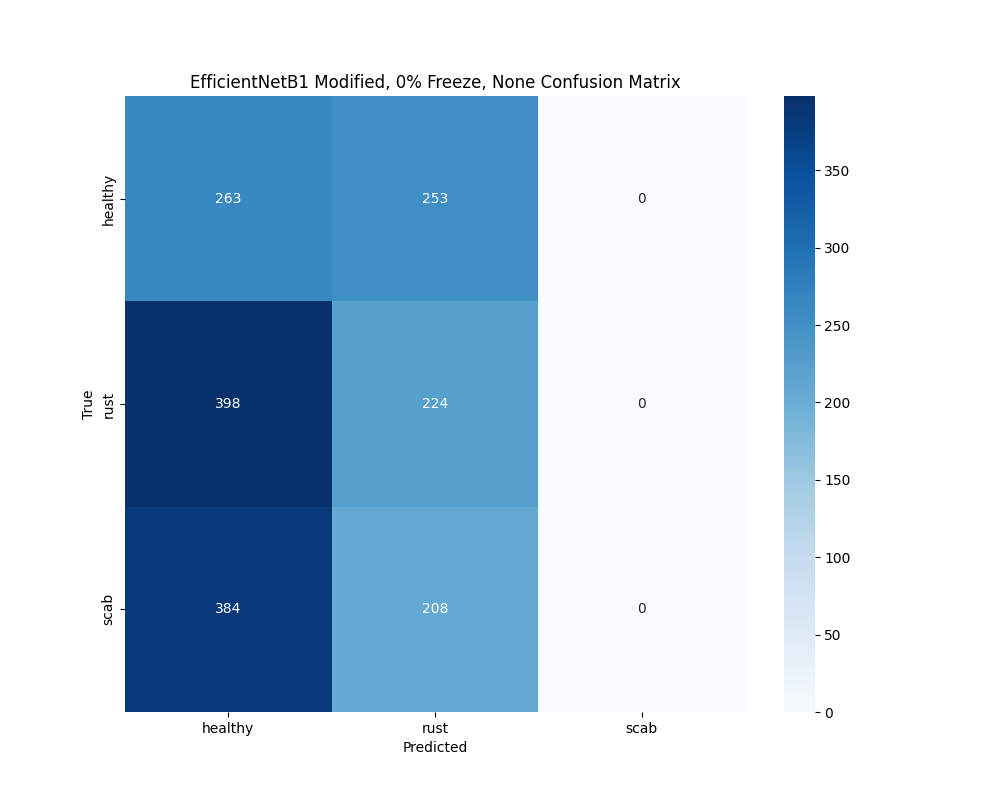 EfficientNetB1 Modified, 0% Freeze, None Confusion Matrix
healthy 263 253 0
True
rust 398 224 0
scab 384 208 0
healthy rust scab
Predicted
350
300
250
200
150
100
50
0